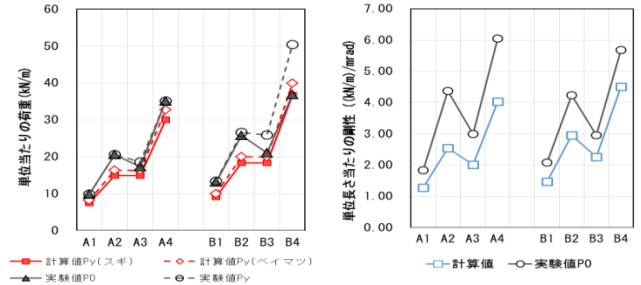 単位当たりの荷重(kN/m)
60
50
40
30
20
10
0
A1 A2 A3 A4 B1 B2 B3 B4
計算値Py(スギ) 計算値Py(ベイマツ)
実験値P0 実験値Py
単位長さ当たりの剛性 ((kN/m)/mrad)
7.00
6.00
5.00
4.00
3.00
2.00
1.00
0.00
A1 A2 A3 A4 B1 B2 B3 B4
計算値 実験値P0